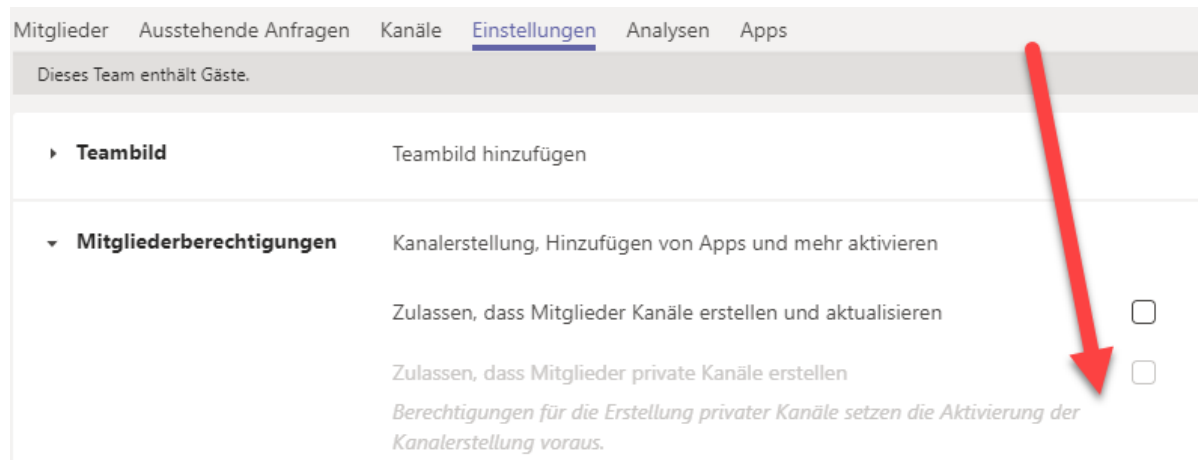 Mitglieder Ausstehende Anfragen Kanäle Einstellungen Analysen Apps
Dieses Team enthält Gäste.
Teambild Teambild hinzufügen
Mitgliederberechtigungen Kanalerstellung, Hinzufügen von Apps und mehr aktivieren
Zulassen, dass Mitglieder Kanäle erstellen und aktualisieren
Zulassen, dass Mitglieder private Kanäle erstellen
Berechtigungen für die Erstellung privater Kanäle setzen die Aktivierung der
Kanalerstellung voraus.